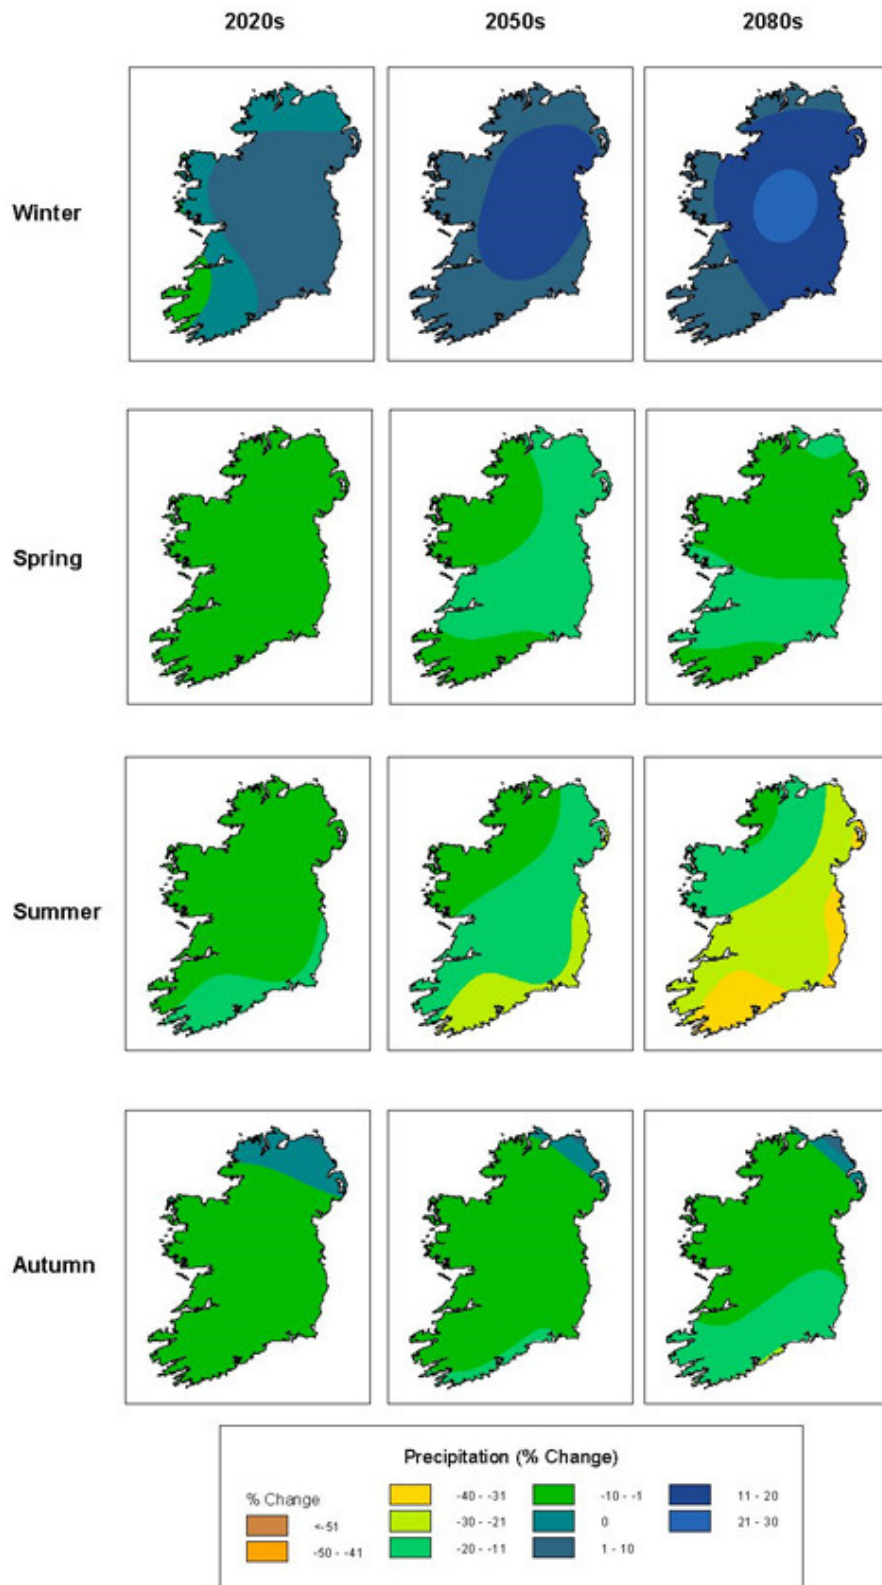 2020s 2050s 2080s
Winter
Spring
Summer
Autumn
Precipitation (% Change)
% Change
<-51
-50 - -41
-40 - -31
-30 - -21
-20 - -11
-10 - -1
0
1 - 10
11 - 20
21 - 30